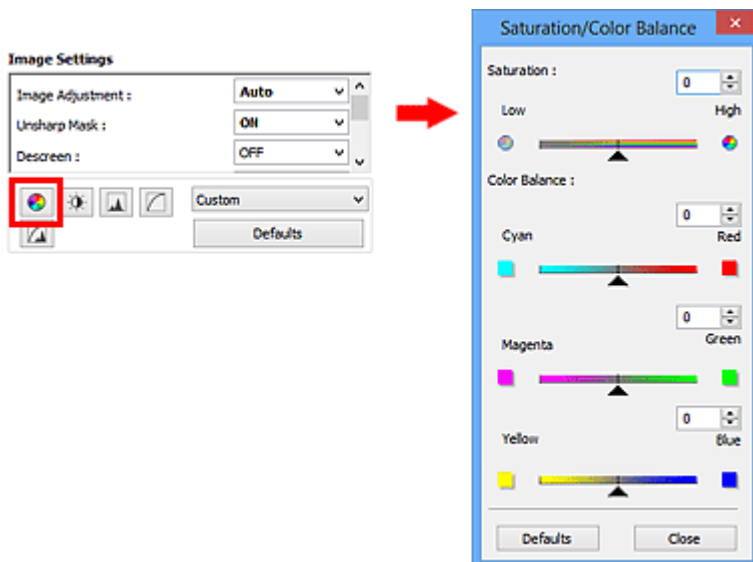 Image Settings
Image Adjustment :
Auto
Unsharp Mask :
ON
Descreen :
OFF
Custom
Defaults
Saturation/Color Balance
Saturation :
0
Low
High
Color Balance :
0
Cyan
Red
0
Magenta
Green
0
Yellow
Blue
Defaults
Close